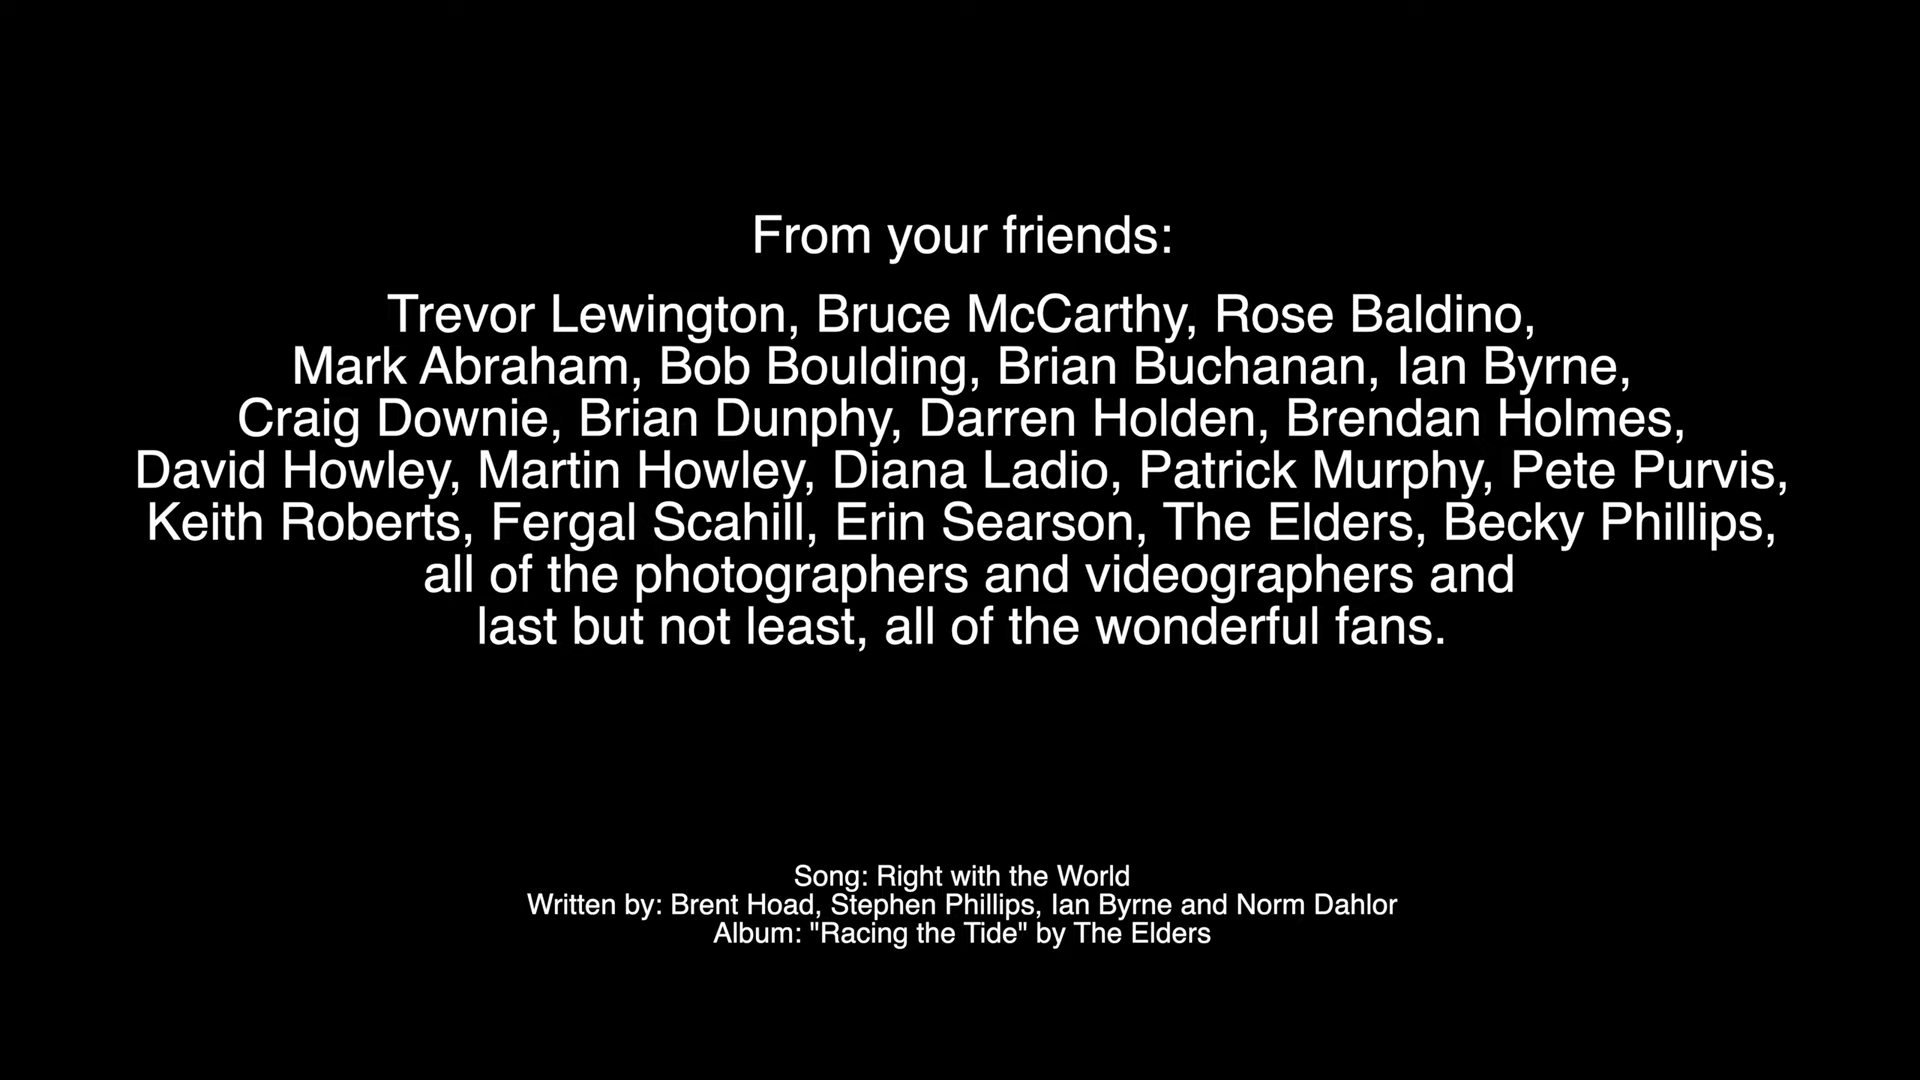 From your friends:
Trevor Lewington, Bruce McCarthy, Rose Baldino,
Mark Abraham, Bob Boulding, Brian Buchanan, Ian Byrne,
Craig Downie, Brian Dunphy, Darren Holden, Brendan Holmes,
David Howley, Martin Howley, Diana Ladio, Patrick Murphy, Pete Purvis,
Keith Roberts, Fergal Scahill, Erin Searson, The Elders, Becky Phillips,
all of the photographers and videographers and
last but not least, all of the wonderful fans.
Song: Right with the World
Written by: Brent Hoad, Stephen Phillips, Ian Byrne and Norm Dahlor
Album: "Racing the Tide" by The Elders